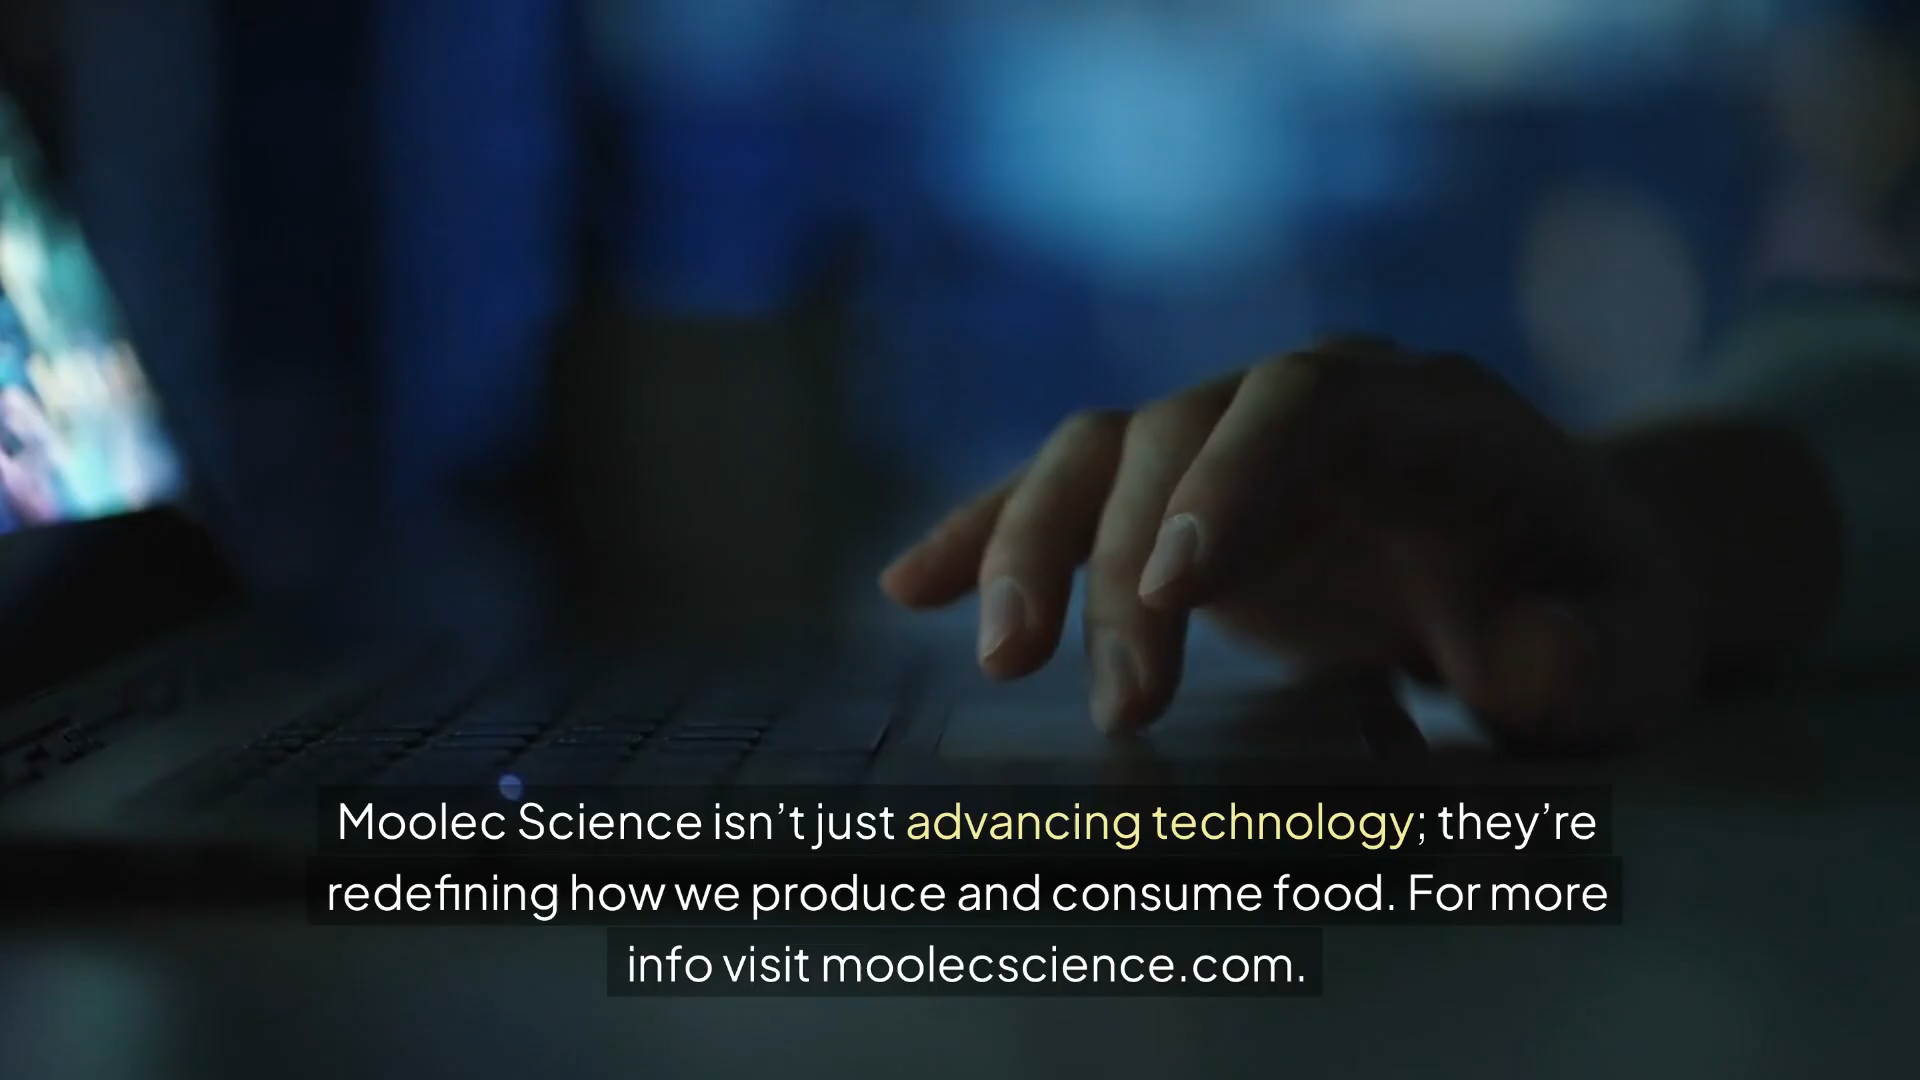 Moolec Science isn’t just advancing technology; they’re
redefining how we produce and consume food. For more
info visit moolecscience.com.